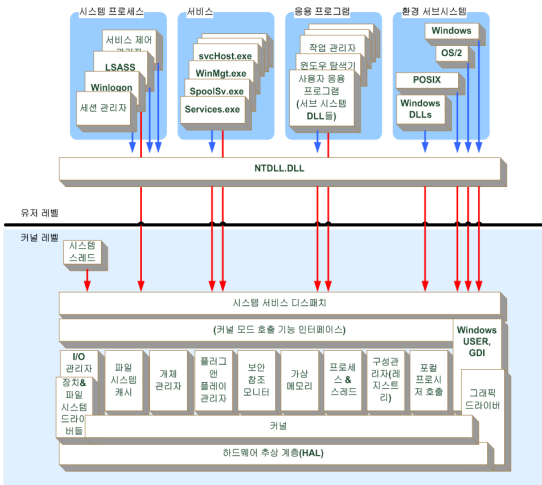 시스템 프로세스
서비스
응용 프로그램
환경 서브시스템
서비스 제어
관리자
LSASS
Winlogon
세션 관리자
svcHost.exe
WinMgt.exe
SpoolSv.exe
Services.exe
작업 관리자
윈도우 탐색기
사용자 응용
프로그램
(서브 시스템
DLL들)
Windows
OS/2
POSIX
Windows
DLLs
NTDLL.DLL
유저 레벨
커널 레벨
시스템
스레드
시스템 서비스 디스패치
(커널 모드 호출 기능 인터페이스)
Windows
USER,
GDI
I/O
관리자
파일
시스템
캐시
개체
관리자
플러그
앤
플레이
관리자
보안
참조
모니터
가상
메모리
프로세
스 &
스레드
구성관
리자(레
지스트
리)
포컬
프로시
저 호출
장치&
파일
시스템
드라이
버들
그래픽
드라이버
커널
하드웨어 추상 계층(HAL)